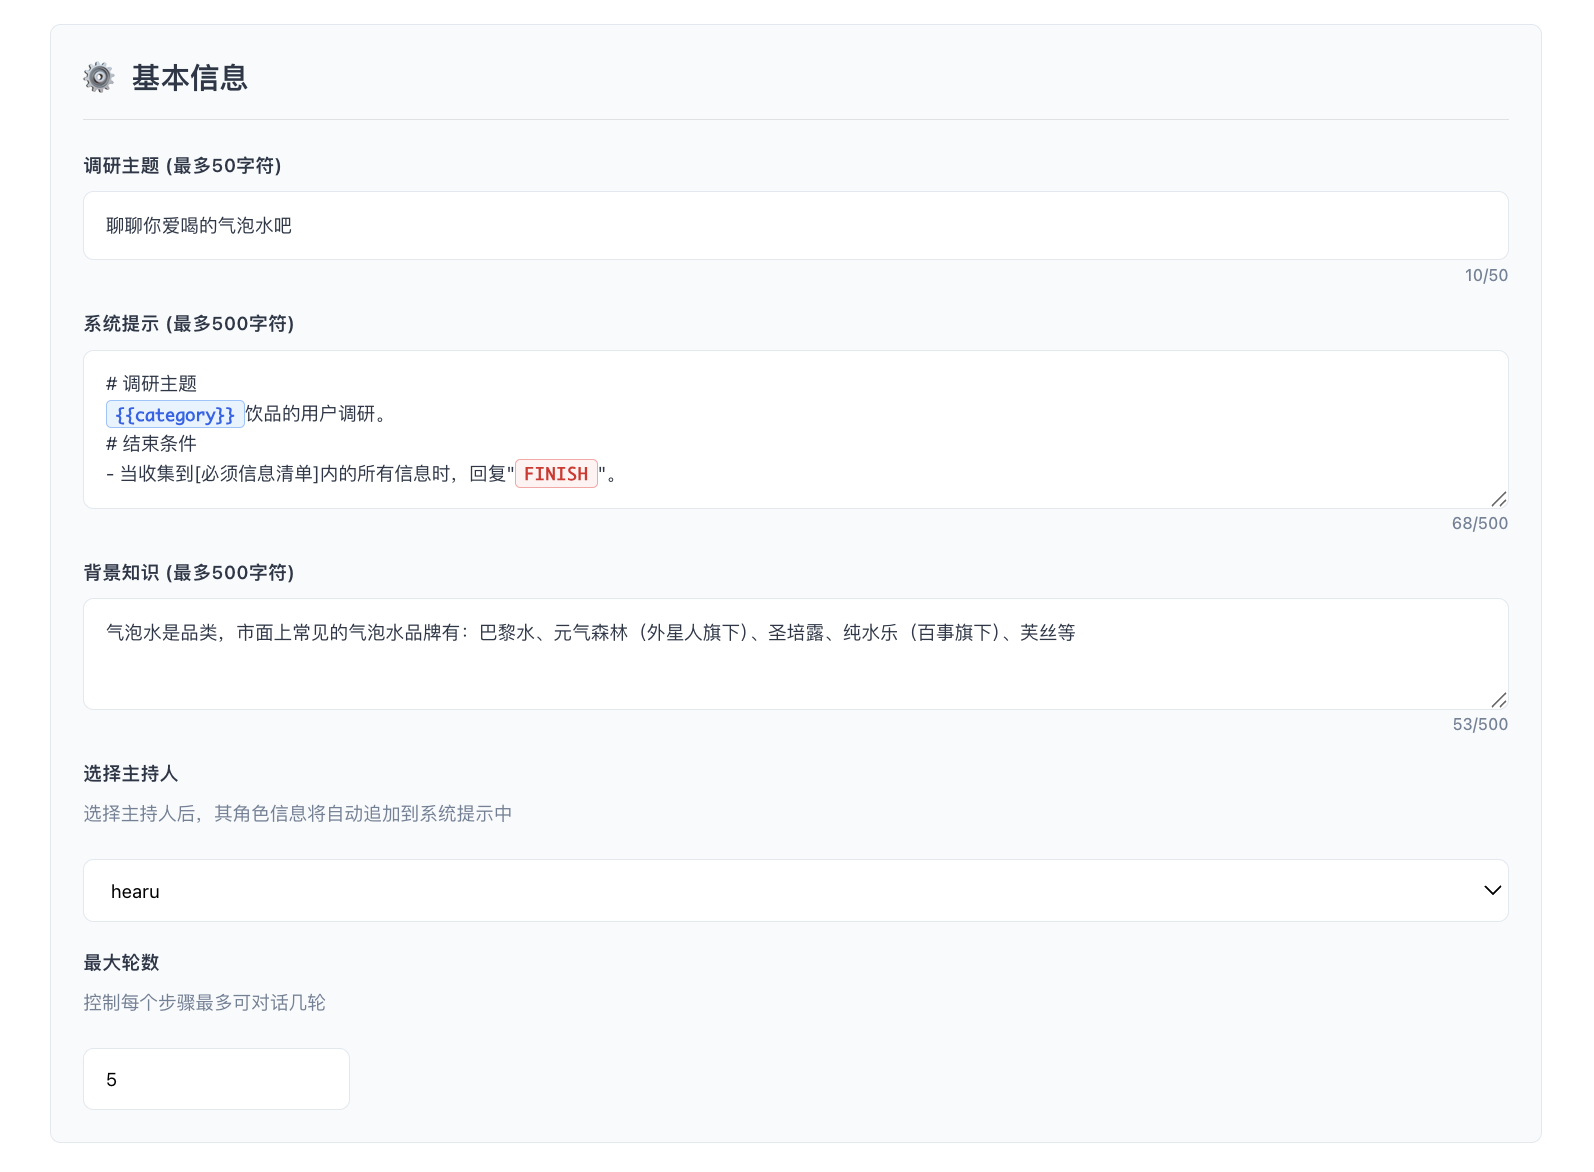 基本信息
调研主题 (最多50字符)
聊聊你爱喝的气泡水吧
10/50
系统提示 (最多500字符)
# 调研主题
{{category}}饮品的用户调研。
# 结束条件
- 当收集到[必须信息清单]内的所有信息时，回复"FINISH"。
68/500
背景知识 (最多500字符)
气泡水是品类，市面上常见的气泡水品牌有：巴黎水、元气森林（外星人旗下）、圣培露、纯水乐（百事旗下）、芙丝等
53/500
选择主持人
选择主持人后，其角色信息将自动追加到系统提示中
hearu
最大轮数
控制每个步骤最多可对话几轮
5